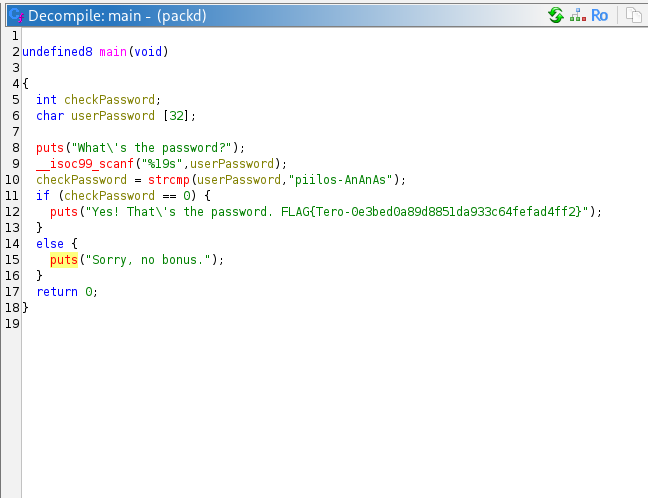 Decompile: main - (packd)
Ro
1
2 undefined8 main(void)
3
4 {
5   int checkPassword;
6   char userPassword [32];
7
8   puts("What\'s the password?");
9   __isoc99_scanf("%19s",userPassword);
10   checkPassword = strcmp(userPassword,"piilos-AnAnAs");
11   if (checkPassword == 0) {
12     puts("Yes! That\'s the password. FLAG{Tero-0e3bed0a89d8851da933c64fefad4ff2}");
13   }
14   else {
15     puts("Sorry, no bonus.");
16   }
17   return 0;
18 }
19